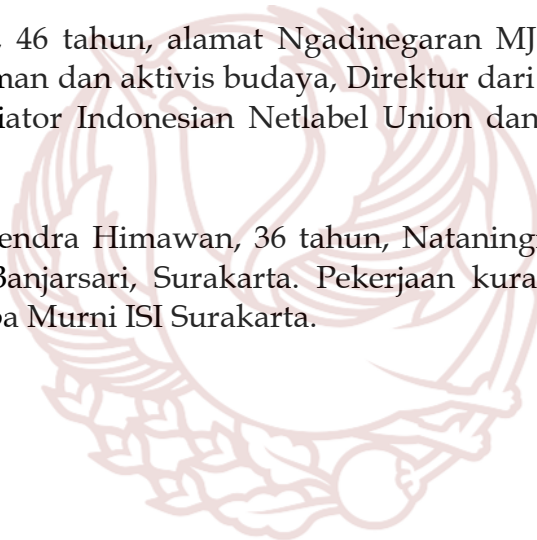 46 tahun, alamat Ngadinegaran MJ
man dan aktivis budaya, Direktur dari
iator Indonesian Netlabel Union dan
endra Himawan, 36 tahun, Nataning
Banjarsari, Surakarta. Pekerjaan kura
a Murni ISI Surakarta.